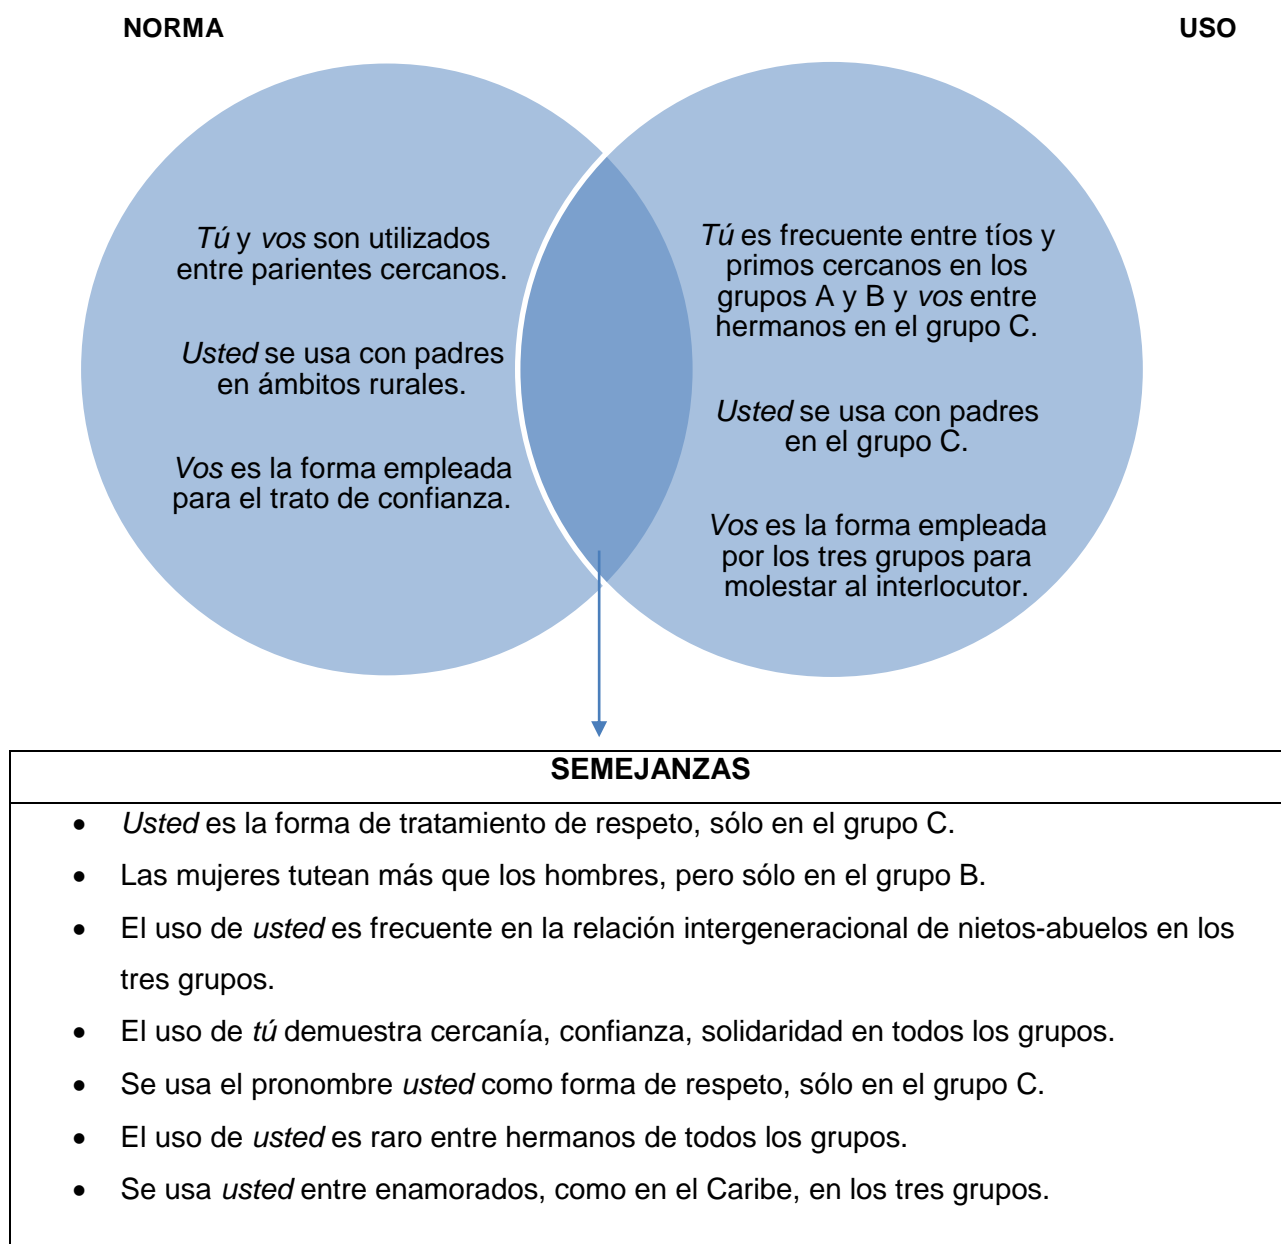 NORMA
USO
Tú y vos son utilizados
entre parientes cercanos.
Usted se usa con padres
en ámbitos rurales.
Vos es la forma empleada
para el trato de confianza.
Tú es frecuente entre tíos y
primos cercanos en los
grupos A y B y vos entre
hermanos en el grupo C.
Usted se usa con padres
en el grupo C.
Vos es la forma empleada
por los tres grupos para
molestar al interlocutor.
SEMEJANZAS
• Usted es la forma de tratamiento de respeto, sólo en el grupo C.
• Las mujeres tutean más que los hombres, pero sólo en el grupo B.
• El uso de usted es frecuente en la relación intergeneracional de nietos-abuelos en los
tres grupos.
• El uso de tú demuestra cercanía, confianza, solidaridad en todos los grupos.
• Se usa el pronombre usted como forma de respeto, sólo en el grupo C.
• El uso de usted es raro entre hermanos de todos los grupos.
• Se usa usted entre enamorados, como en el Caribe, en los tres grupos.